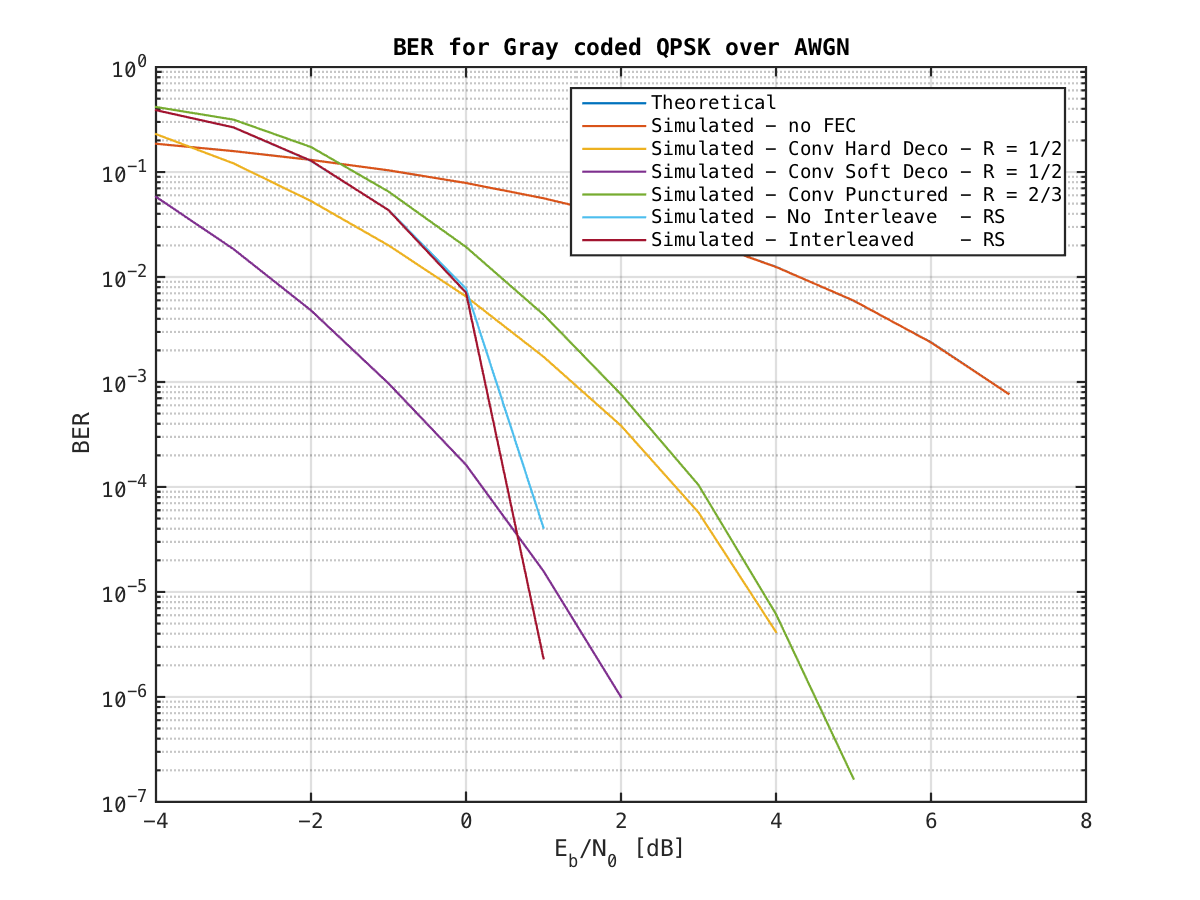 BER for Gray coded QPSK over AWGN
10^0
10^-1
10^-2
10^-3
10^-4
10^-5
10^-6
10^-7
BER
Theoretical
Simulated - no FEC
Simulated - Conv Hard Deco - R = 1/2
Simulated - Conv Soft Deco - R = 1/2
Simulated - Conv Punctured - R = 2/3
Simulated - No Interleave - RS
Simulated - Interleaved - RS
-4 -2 0 2 4 6 8
E_b/N_0 [dB]